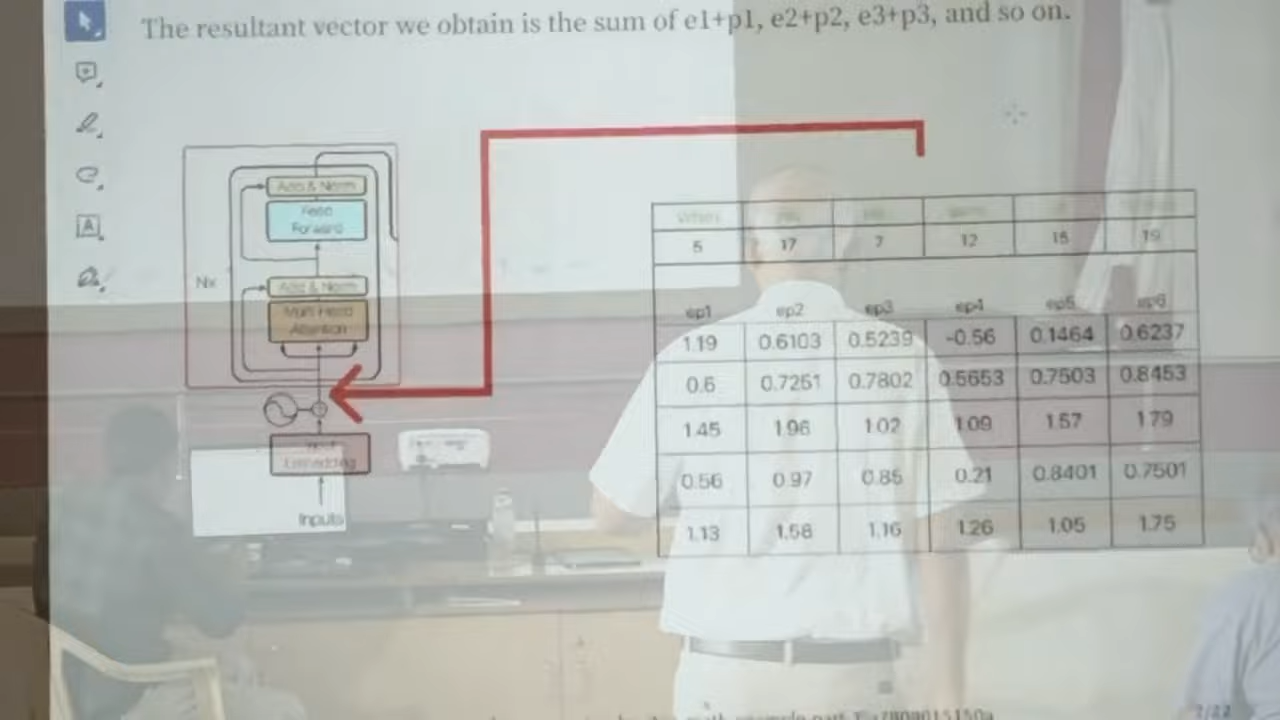 The resultant vector we obtain is the sum of e1+p1, e2+p2, e3+p3, and so on.
A
Add & Norm
Feed
Forward
Nx
Add & Norm
Multi Head
Attention
Embedding
Inputs
When
5 17 7 12 15 19
ep1 ep2 ep3 ep4 ep5 ep6
1.19 0.6103 0.5239 -0.56 0.1464 0.6237
0.6 0.7251 0.7802 0.5653 0.7503 0.8453
1.45 1.96 1.02 1.09 1.57 1.79
0.56 0.97 0.85 0.21 0.8401 0.7501
1.13 1.58 1.16 1.26 1.05 1.75